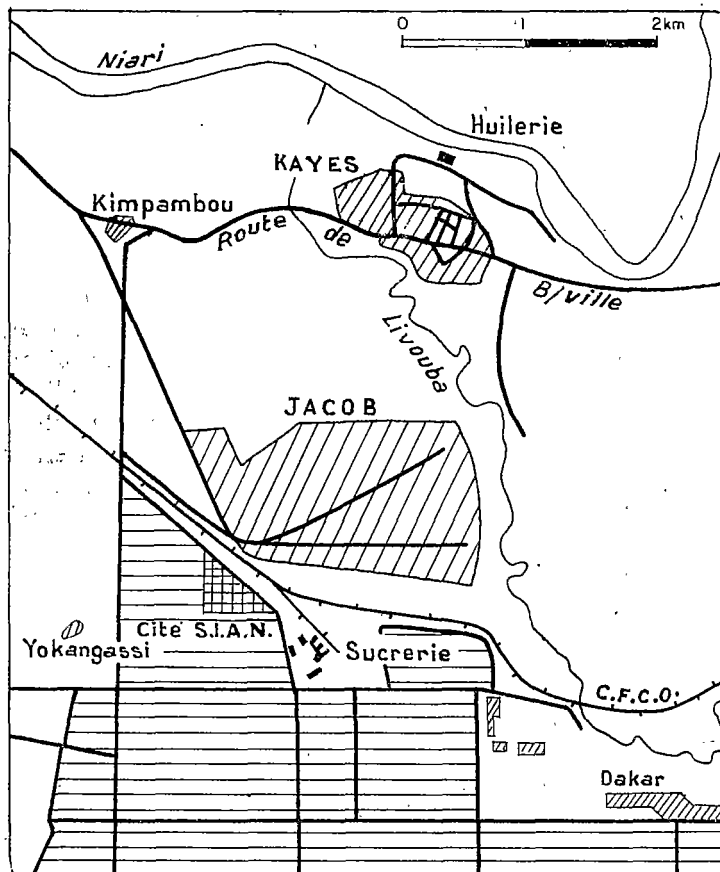 0 1 2km
Niari
Huilerie
KAYES
Kimpambou
Route de B/ville
Livouba
JACOB
Cité S.I.A.N.
Yokangassi
Sucrerie
C.F.C.O.
Dakar